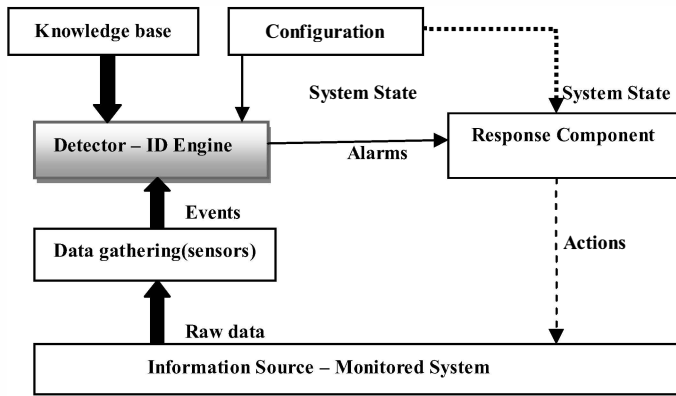 Knowledge base
Configuration
System State
System State
Detector – ID Engine
Response Component
Alarms
Events
Data gathering(sensors)
Actions
Raw data
Information Source – Monitored System